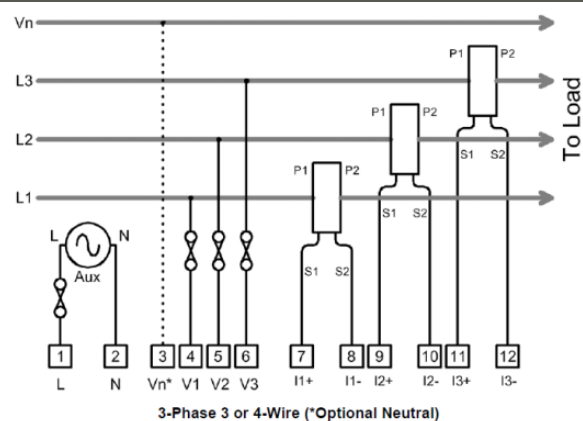 Vn
L3
P1 P2
L2
P1 P2
S1 S2
To Load
L1
P1 P2
S1 S2
L N
Aux
S1 S2
1 2 3 4 5 6 7 8 9 10 11 12
L N Vn* V1 V2 V3 I1+ I1- I2+ I2- I3+ I3-
3-Phase 3 or 4-Wire (*Optional Neutral)